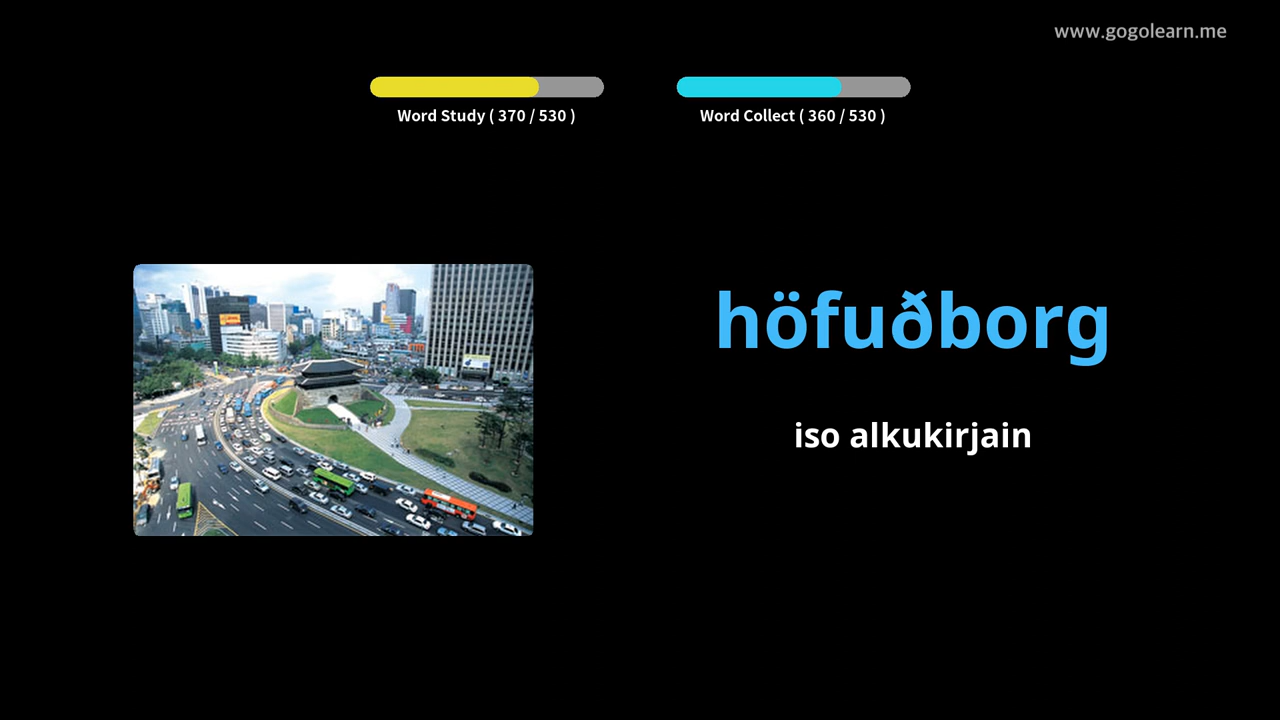 www.gogolearn.me
Word Study ( 370 / 530 )
Word Collect ( 360 / 530 )
höfuðborg
iso alkukirjain